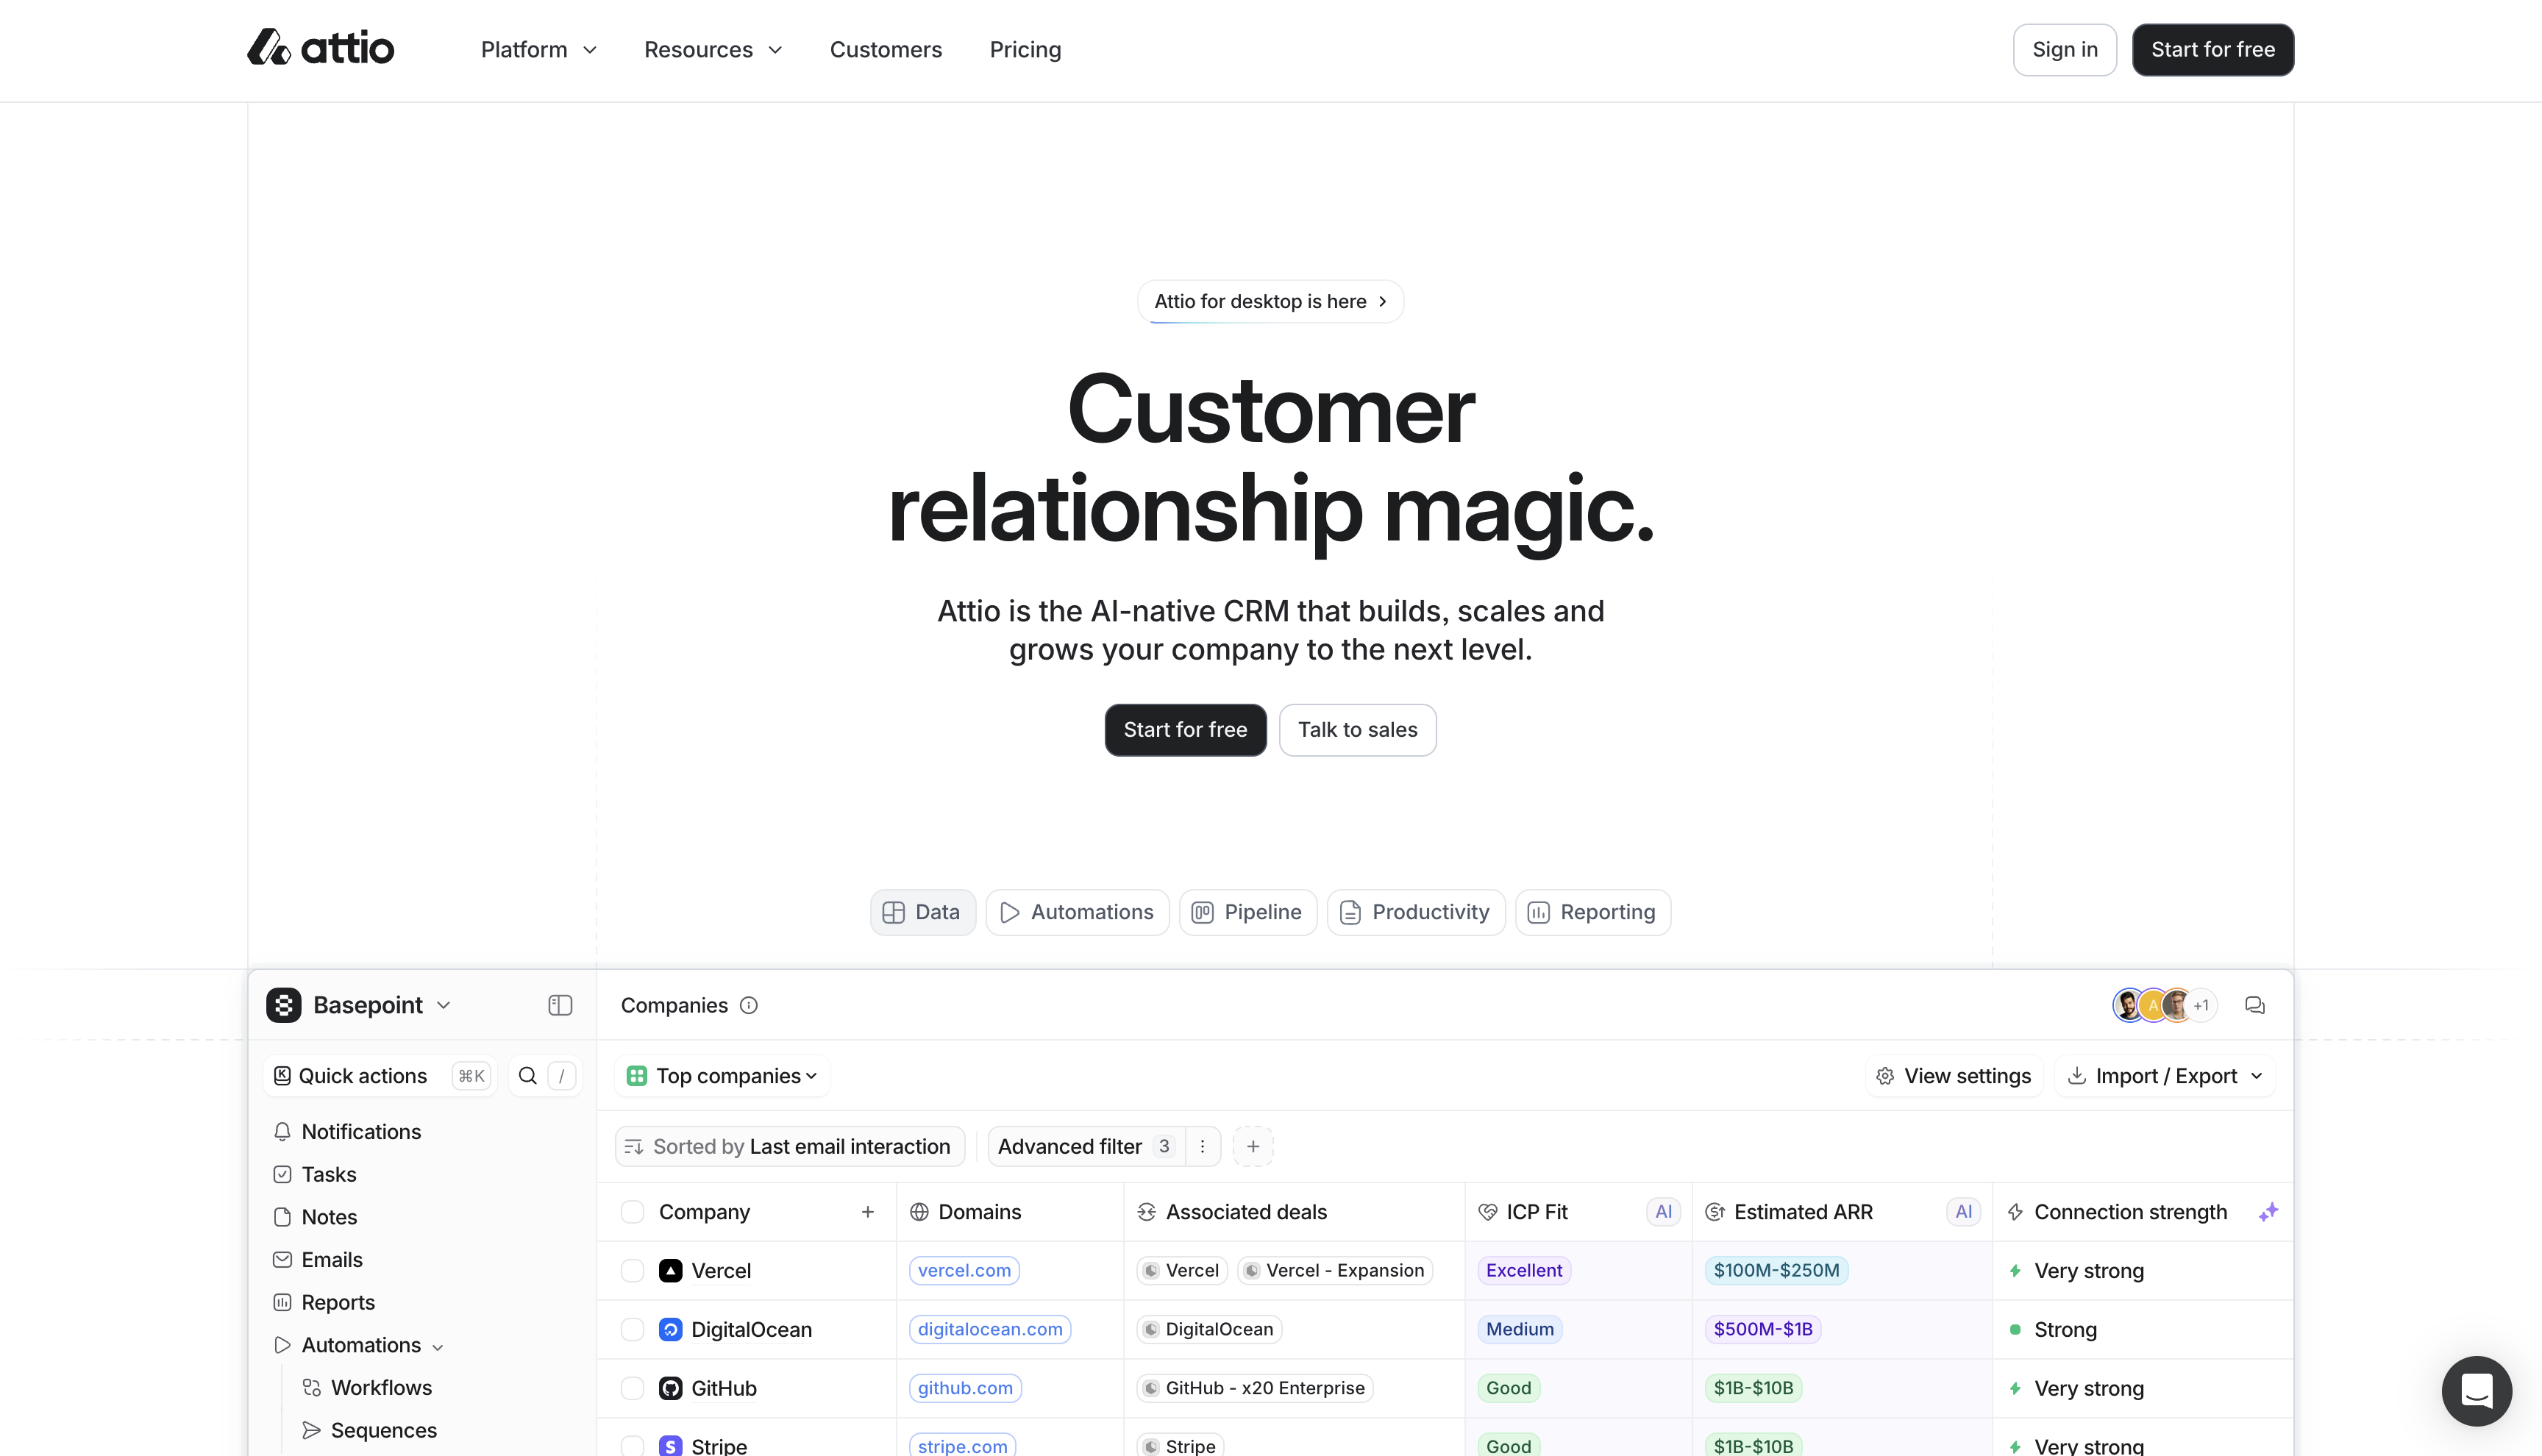 attio
Platform
Resources
Customers
Pricing
Sign in
Start for free
Attio for desktop is here
Customer
relationship magic.
Attio is the AI-native CRM that builds, scales and
grows your company to the next level.
Start for free
Talk to sales
Data
Automations
Pipeline
Productivity
Reporting
Basepoint
Companies
A
+1
Quick actions
⌘K
/
Top companies
View settings
Import / Export
Notifications
Tasks
Notes
Emails
Reports
Automations
Workflows
Sequences
Sorted by Last email interaction
Advanced filter 3
+
Company +
Domains
Associated deals
ICP Fit AI
Estimated ARR AI
Connection strength
Vercel
vercel.com
Vercel
Vercel - Expansion
Excellent
$100M-$250M
Very strong
DigitalOcean
digitalocean.com
DigitalOcean
Medium
$500M-$1B
Strong
GitHub
github.com
GitHub - x20 Enterprise
Good
$1B-$10B
Very strong
Stripe
stripe.com
Stripe
Good
$1B-$10B
Very strong